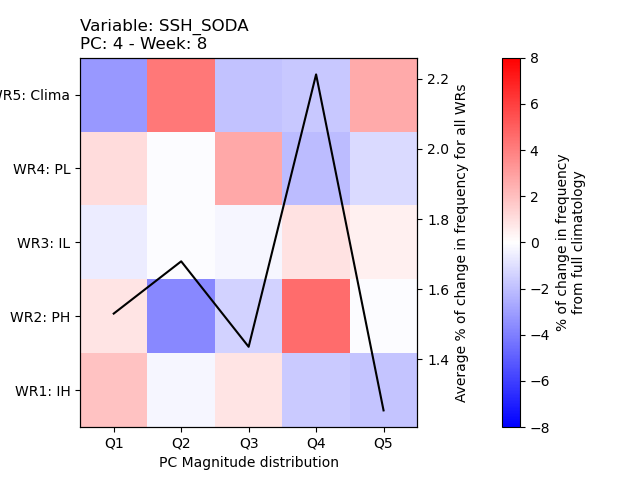 Variable: SSH_SODA
PC: 4 - Week: 8
WR5: Clima
WR4: PL
WR3: IL
WR2: PH
WR1: IH
Q1 Q2 Q3 Q4 Q5
PC Magnitude distribution
2.2
2.0
1.8
1.6
1.4
Average % of change in frequency for all WRs
8
6
4
2
0
−2
−4
−6
−8
% of change in frequency
from full climatology